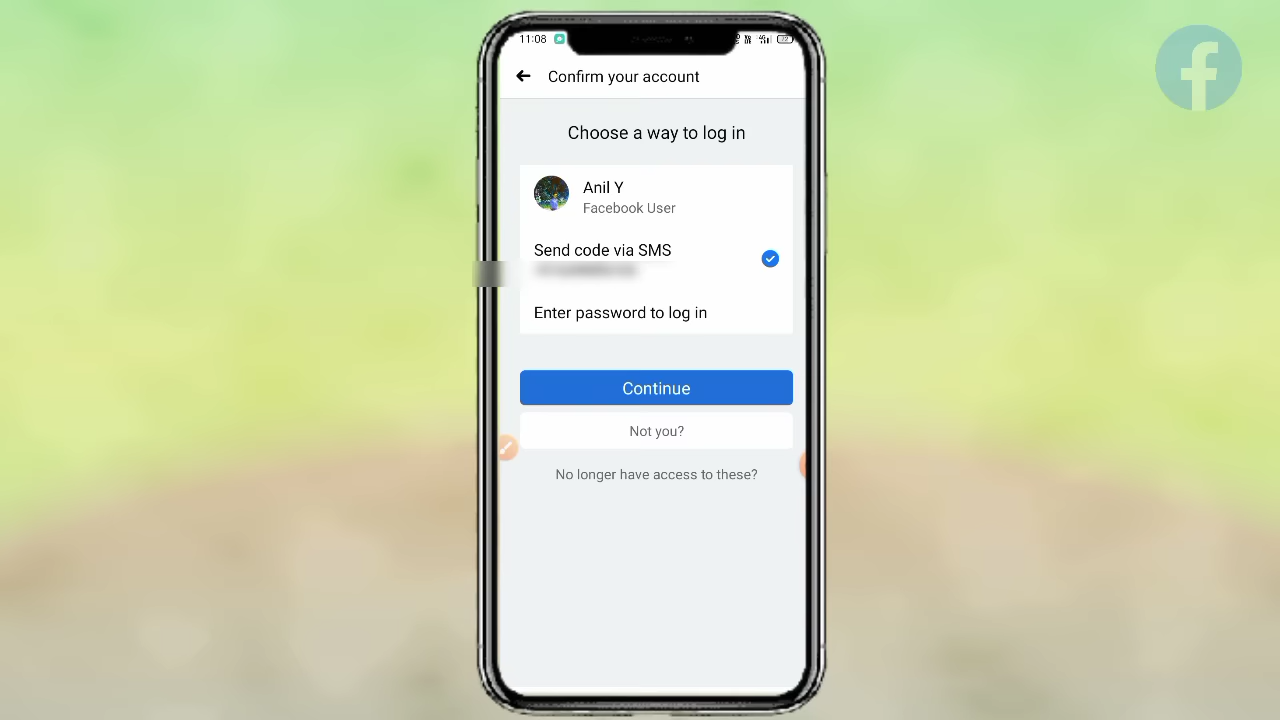 11:08
Confirm your account
Choose a way to log in
Anil Y
Facebook User
Send code via SMS
Enter password to log in
Continue
Not you?
No longer have access to these?